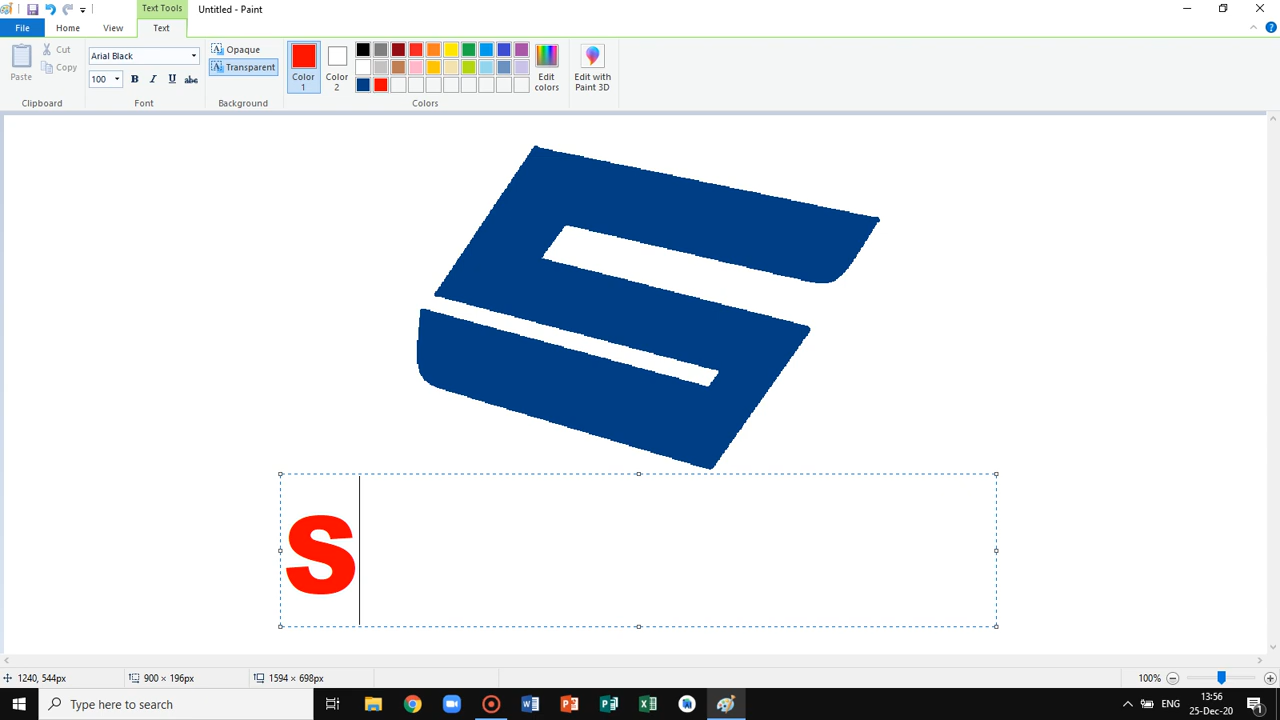 Text Tools
Untitled - Paint
File
Home
View
Text
Paste
Cut
Copy
Clipboard
Arial Black
100
B
I
U
abc
Font
Opaque
Transparent
Background
Color 1
Color 2
Edit colors
Colors
Edit with Paint 3D
S
1240, 544px
900 × 196px
1594 × 698px
100%
Type here to search
ENG
13:56
25-Dec-20
1